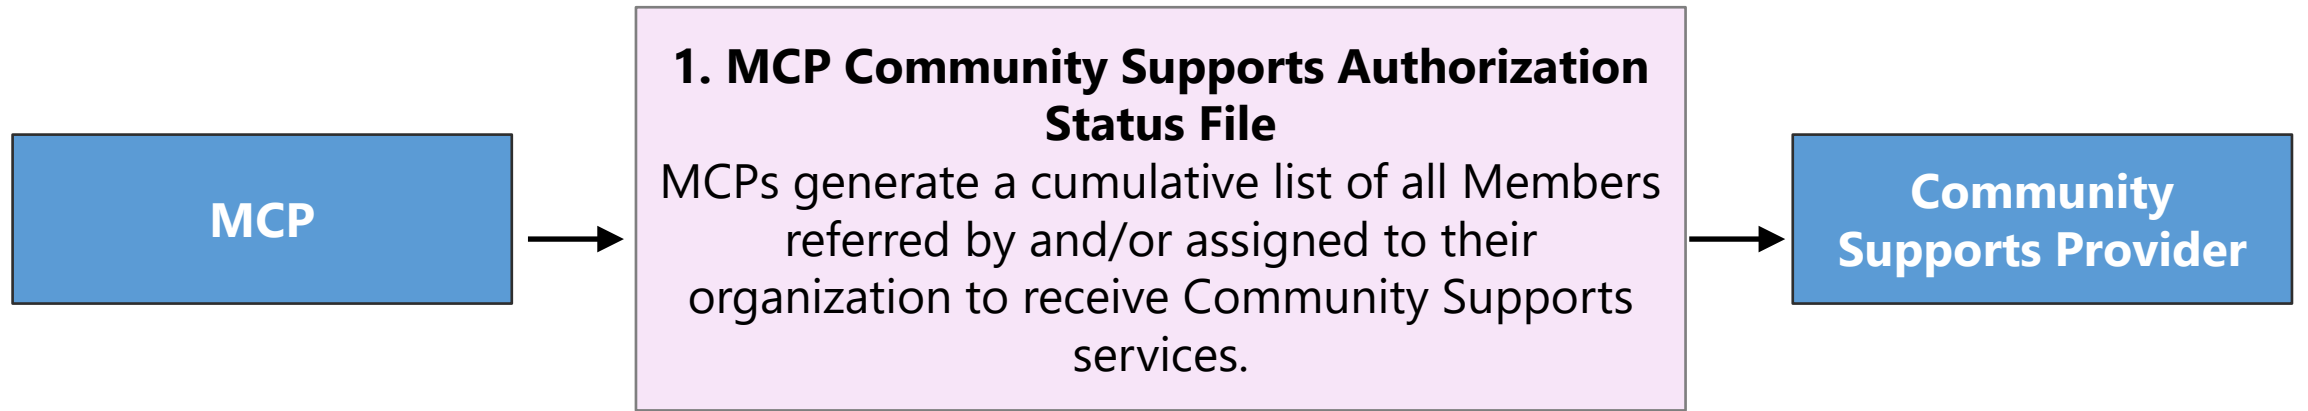 MCP
1. MCP Community Supports Authorization
Status File
MCPs generate a cumulative list of all Members
referred by and/or assigned to their
organization to receive Community Supports
services.
Community
Supports Provider